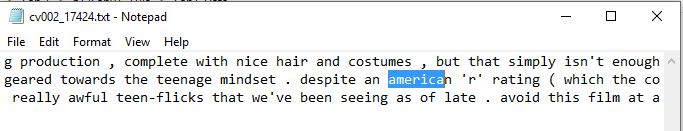 cv002_17424.txt - Notepad
File Edit Format View Help
g production , complete with nice hair and costumes , but that simply isn't enough
geared towards the teenage mindset . despite an american 'r' rating ( which the co
really awful teen-flicks that we've been seeing as of late . avoid this film at a